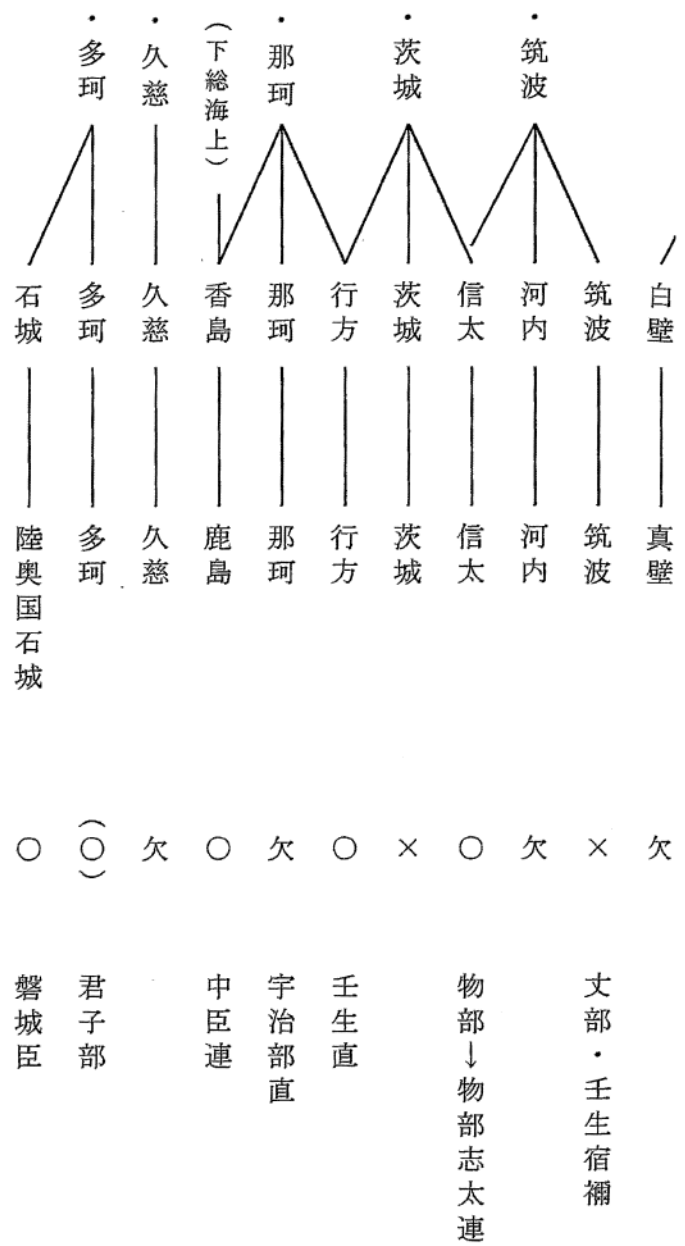 ・筑波
・茨城
・那珂
(下総海上)
・久慈
・多珂
白壁
筑波
河内
信太
茨城
行方
那珂
香島
久慈
多珂
石城
真壁
筑波
河内
信太
茨城
行方
那珂
鹿島
久慈
多珂
陸奥国石城
欠
×
欠
○
×
○
欠
○
欠
(○)
○
丈部・壬生宿禰
物部→物部志太連
壬生直
宇治部直
中臣連
君子部
磐城臣